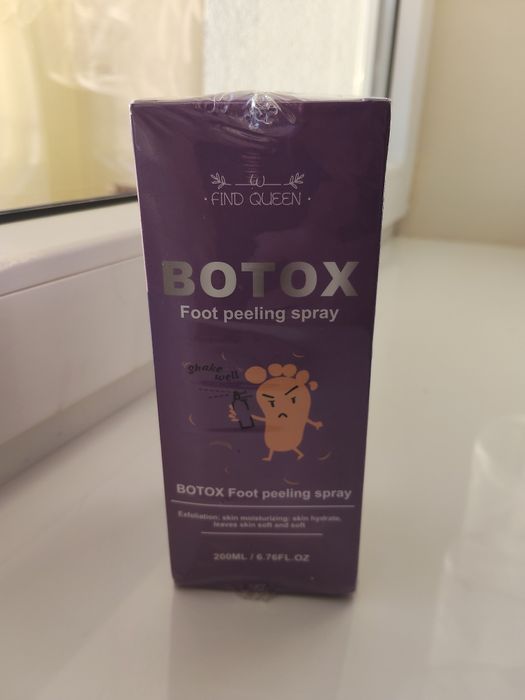 FIND QUEEN
BOTOX
Foot peeling spray
shake
well
BOTOX Foot peeling spray
Exfoliation; skin moisturizing; skin hydrate,
leaves skin soft and soft
200ML / 6.76FL.OZ